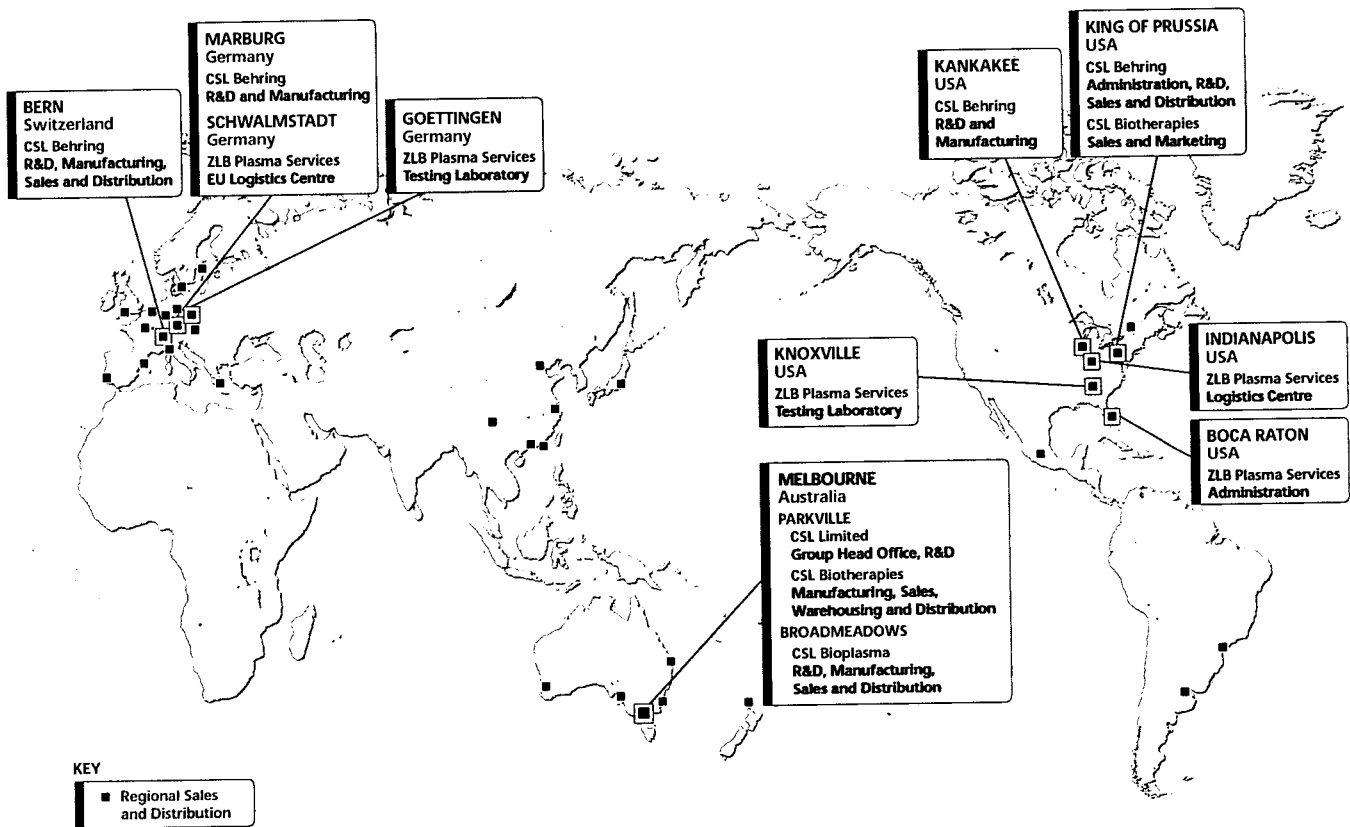 MARBURG
Germany
CSL Behring
R&D and Manufacturing
SCHWALMSTADT
Germany
ZLB Plasma Services
EU Logistics Centre
BERN
Switzerland
CSL Behring
R&D, Manufacturing,
Sales and Distribution
GOETTINGEN
Germany
ZLB Plasma Services
Testing Laboratory
KANKAKEE
USA
CSL Behring
R&D and
Manufacturing
KING OF PRUSSIA
USA
CSL Behring
Administration, R&D,
Sales and Distribution
CSL Biotherapies
Sales and Marketing
KNOXVILLE
USA
ZLB Plasma Services
Testing Laboratory
INDIANAPOLIS
USA
ZLB Plasma Services
Logistics Centre
BOCA RATON
USA
ZLB Plasma Services
Administration
MELBOURNE
Australia
PARKVILLE
CSL Limited
Group Head Office, R&D
CSL Biotherapies
Manufacturing, Sales,
Warehousing and Distribution
BROADMEADOWS
CSL Bioplasma
R&D, Manufacturing,
Sales and Distribution
KEY
Regional Sales
and Distribution